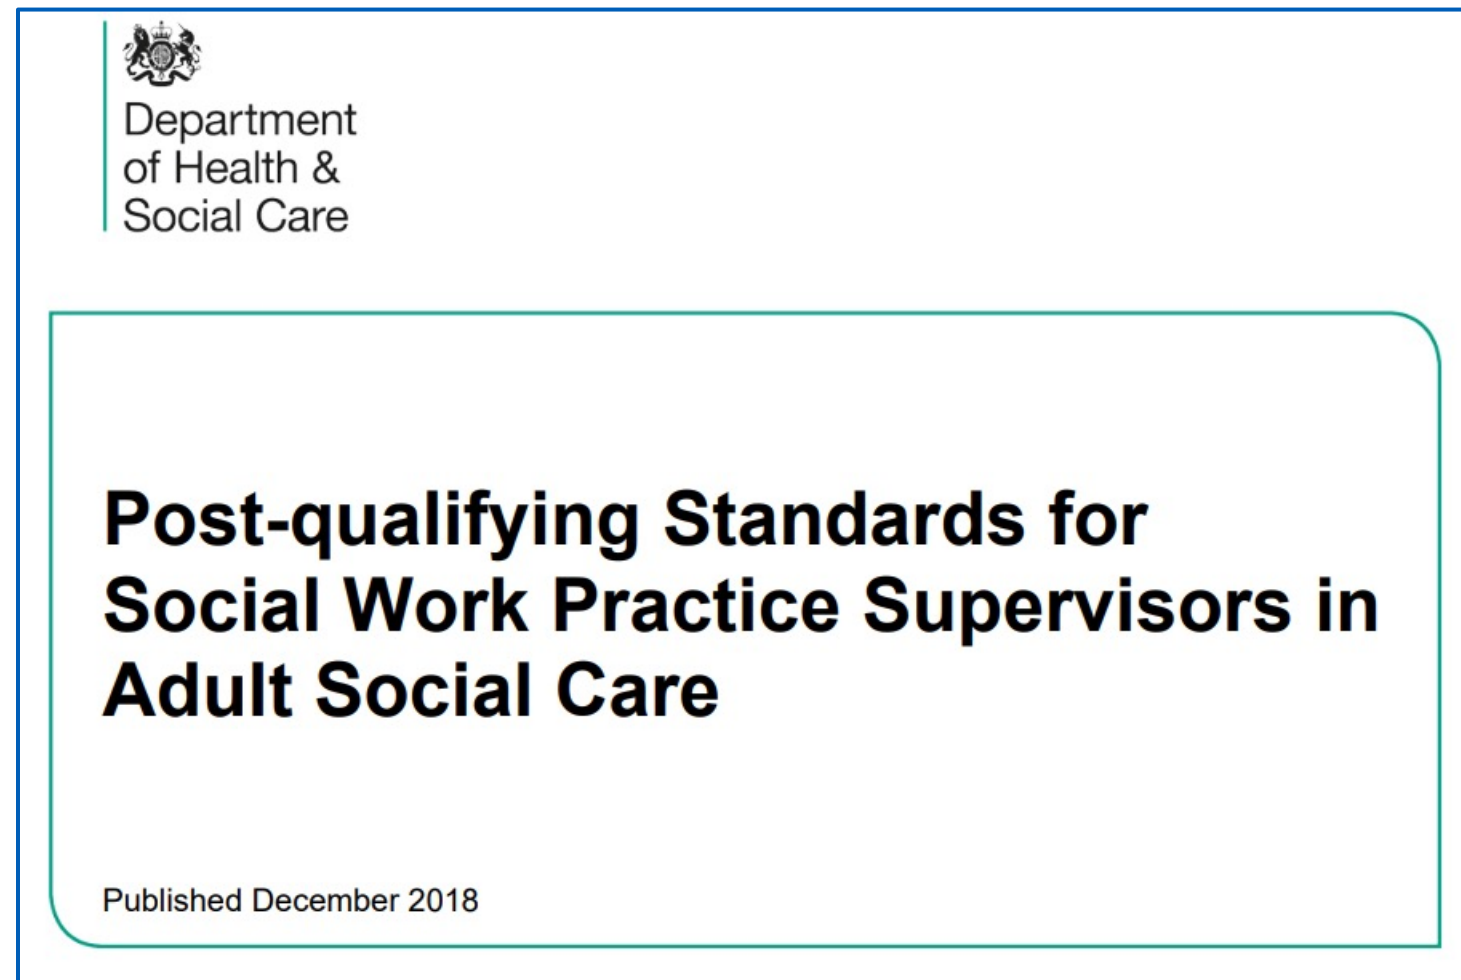 Department
of Health &
Social Care
Post-qualifying Standards for
Social Work Practice Supervisors in
Adult Social Care
Published December 2018